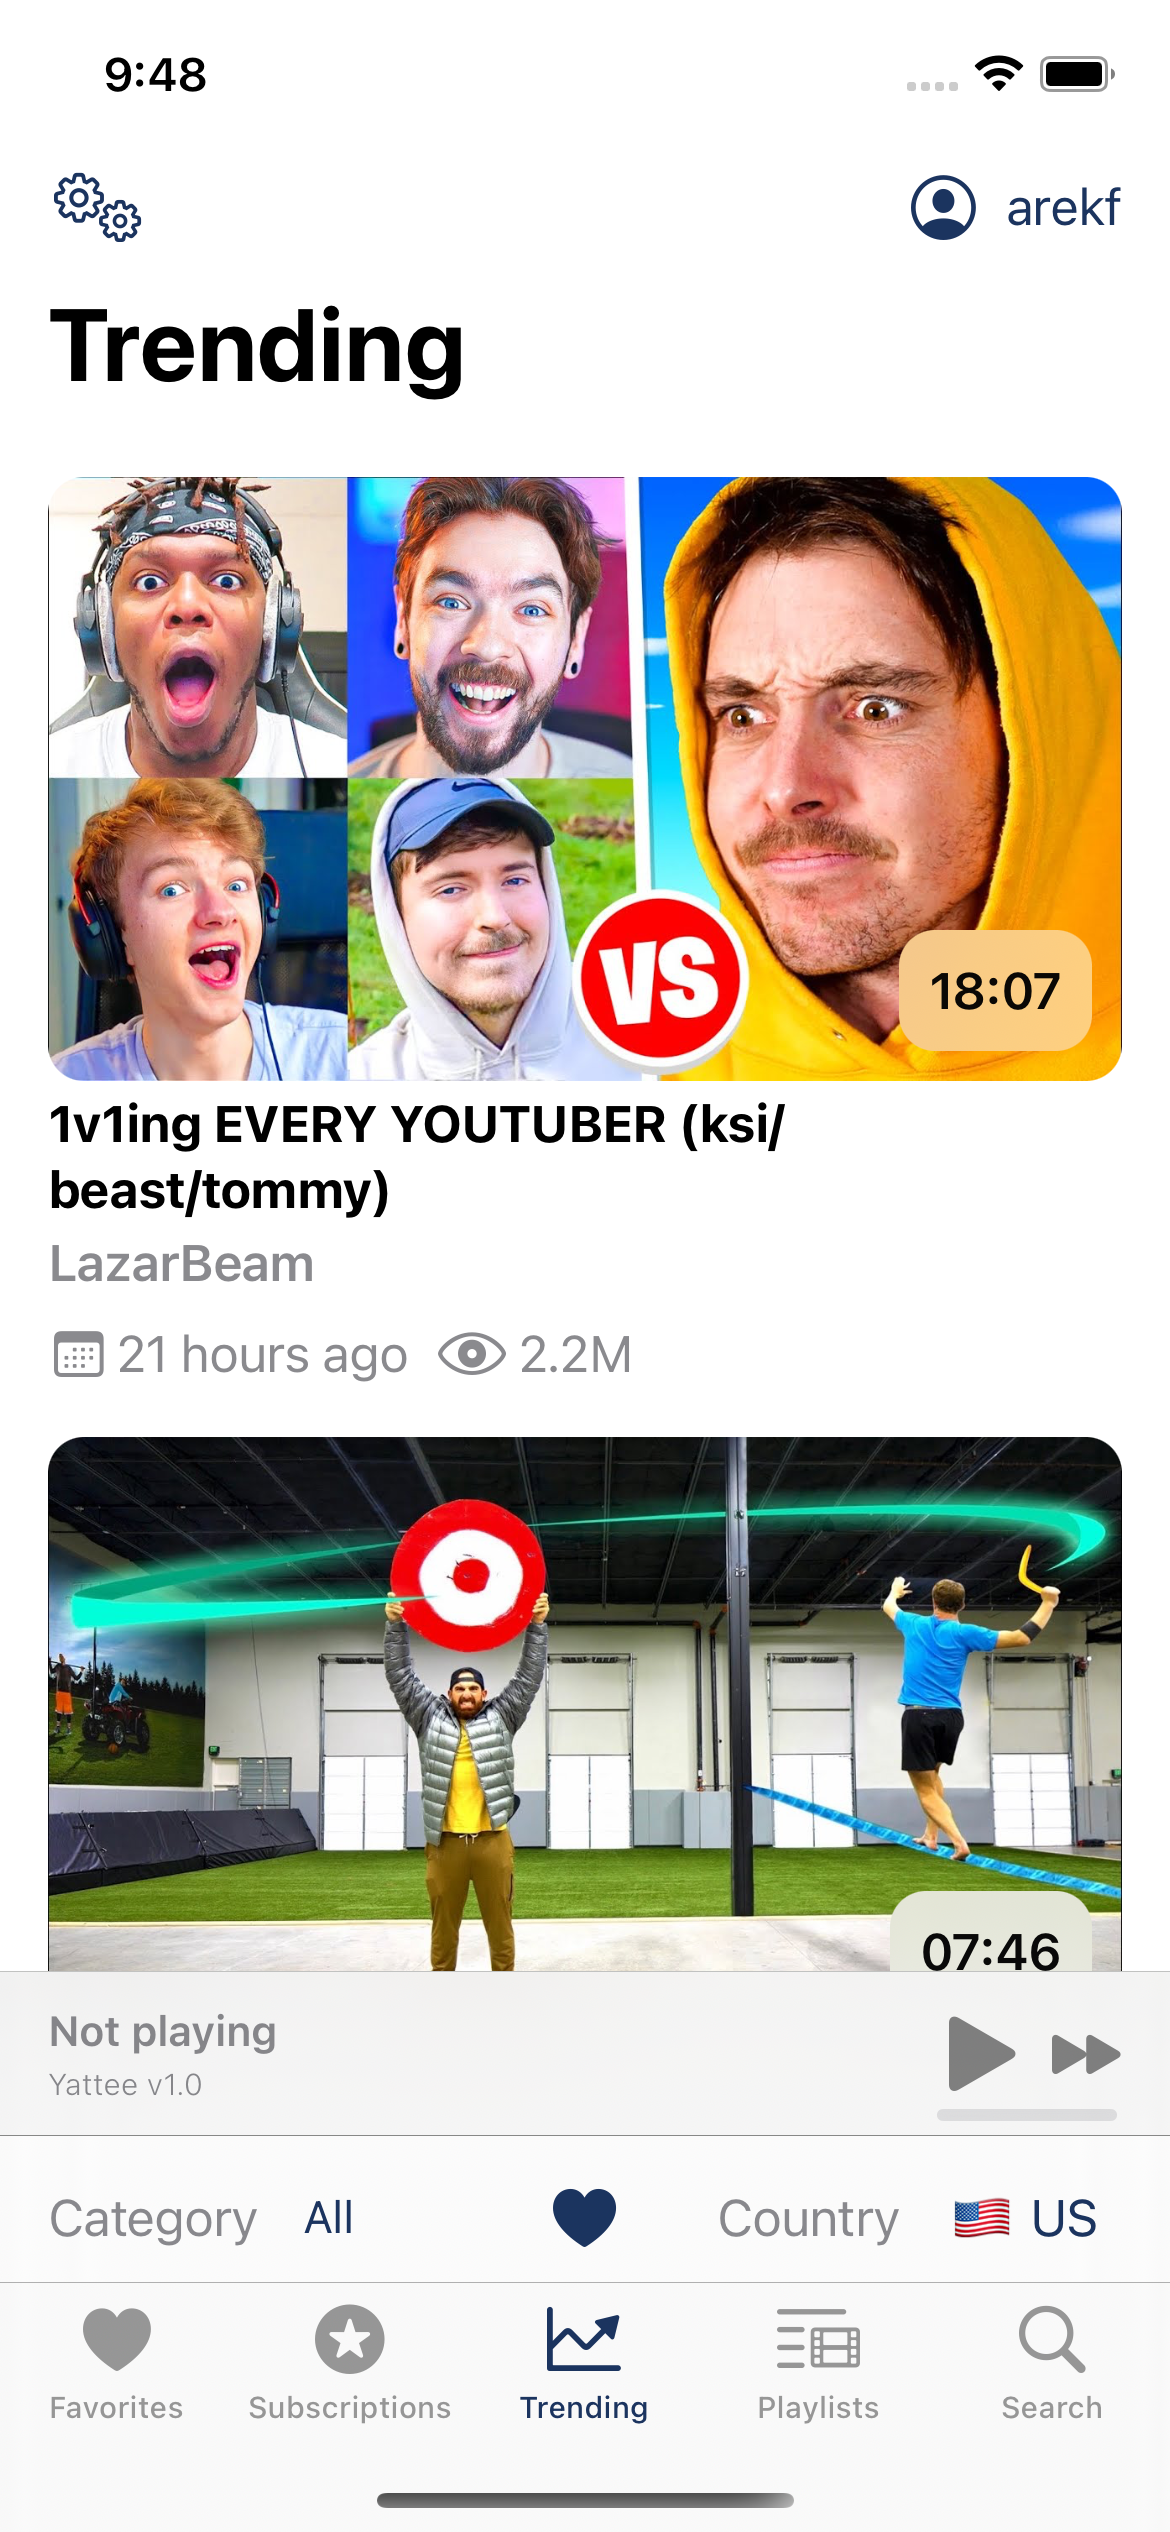 9:48
arekf
Trending
VS
18:07
1v1ing EVERY YOUTUBER (ksi/
beast/tommy)
LazarBeam
21 hours ago 2.2M
07:46
Not playing
Yattee v1.0
Category All Country 🇺🇸 US
Favorites Subscriptions Trending Playlists Search